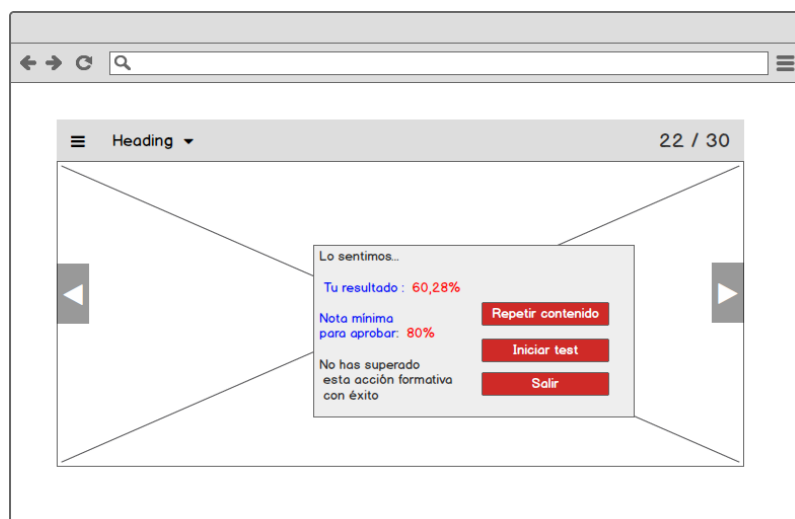 Heading
22 / 30
Lo sentimos...
Tu resultado : 60,28%
Nota mínima
para aprobar: 80%
No has superado
esta acción formativa
con éxito
Repetir contenido
Iniciar test
Salir